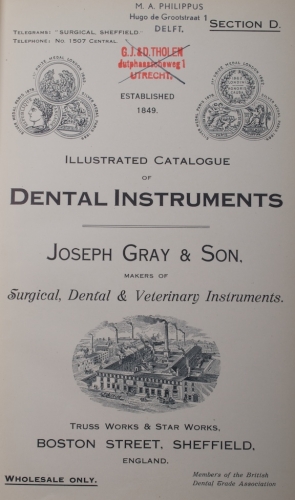 M. A. PHILIPPUS
Hugo de Grootstraat 1
DELFT.
SECTION D.
TELEGRAMS: "SURGICAL, SHEFFIELD"
TELEPHONE: NO. 1507 CENTRAL.
G.J.&D.THOLEN
UTRECHT.
ESTABLISHED
1849.
ILLUSTRATED CATALOGUE
OF
DENTAL INSTRUMENTS
JOSEPH GRAY & SON,
MAKERS OF
Surgical, Dental & Veterinary Instruments.
TRUSS WORKS & STAR WORKS,
BOSTON STREET, SHEFFIELD,
ENGLAND.
WHOLESALE ONLY.
Members of the British
Dental Trade Association